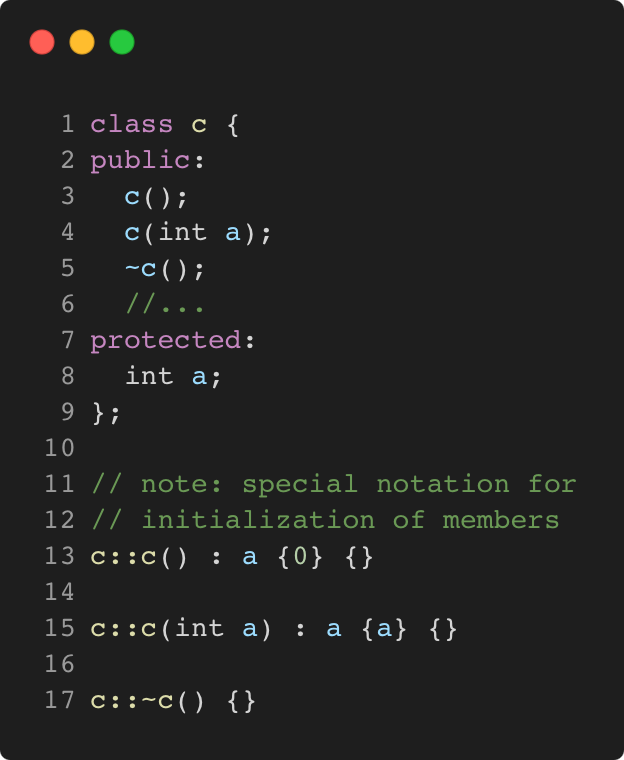 1 class c {
2 public:
3   c();
4   c(int a);
5   ~c();
6   //...
7 protected:
8   int a;
9 };
10
11 // note: special notation for
12 // initialization of members
13 c::c() : a {0} {}
14
15 c::c(int a) : a {a} {}
16
17 c::~c() {}